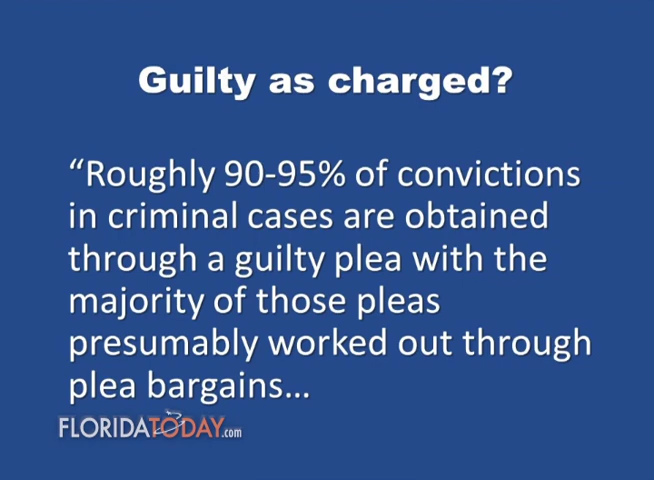 Guilty as charged?
“Roughly 90-95% of convictions
in criminal cases are obtained
through a guilty plea with the
majority of those pleas
presumably worked out through
plea bargains…
FLORIDATODAY.com